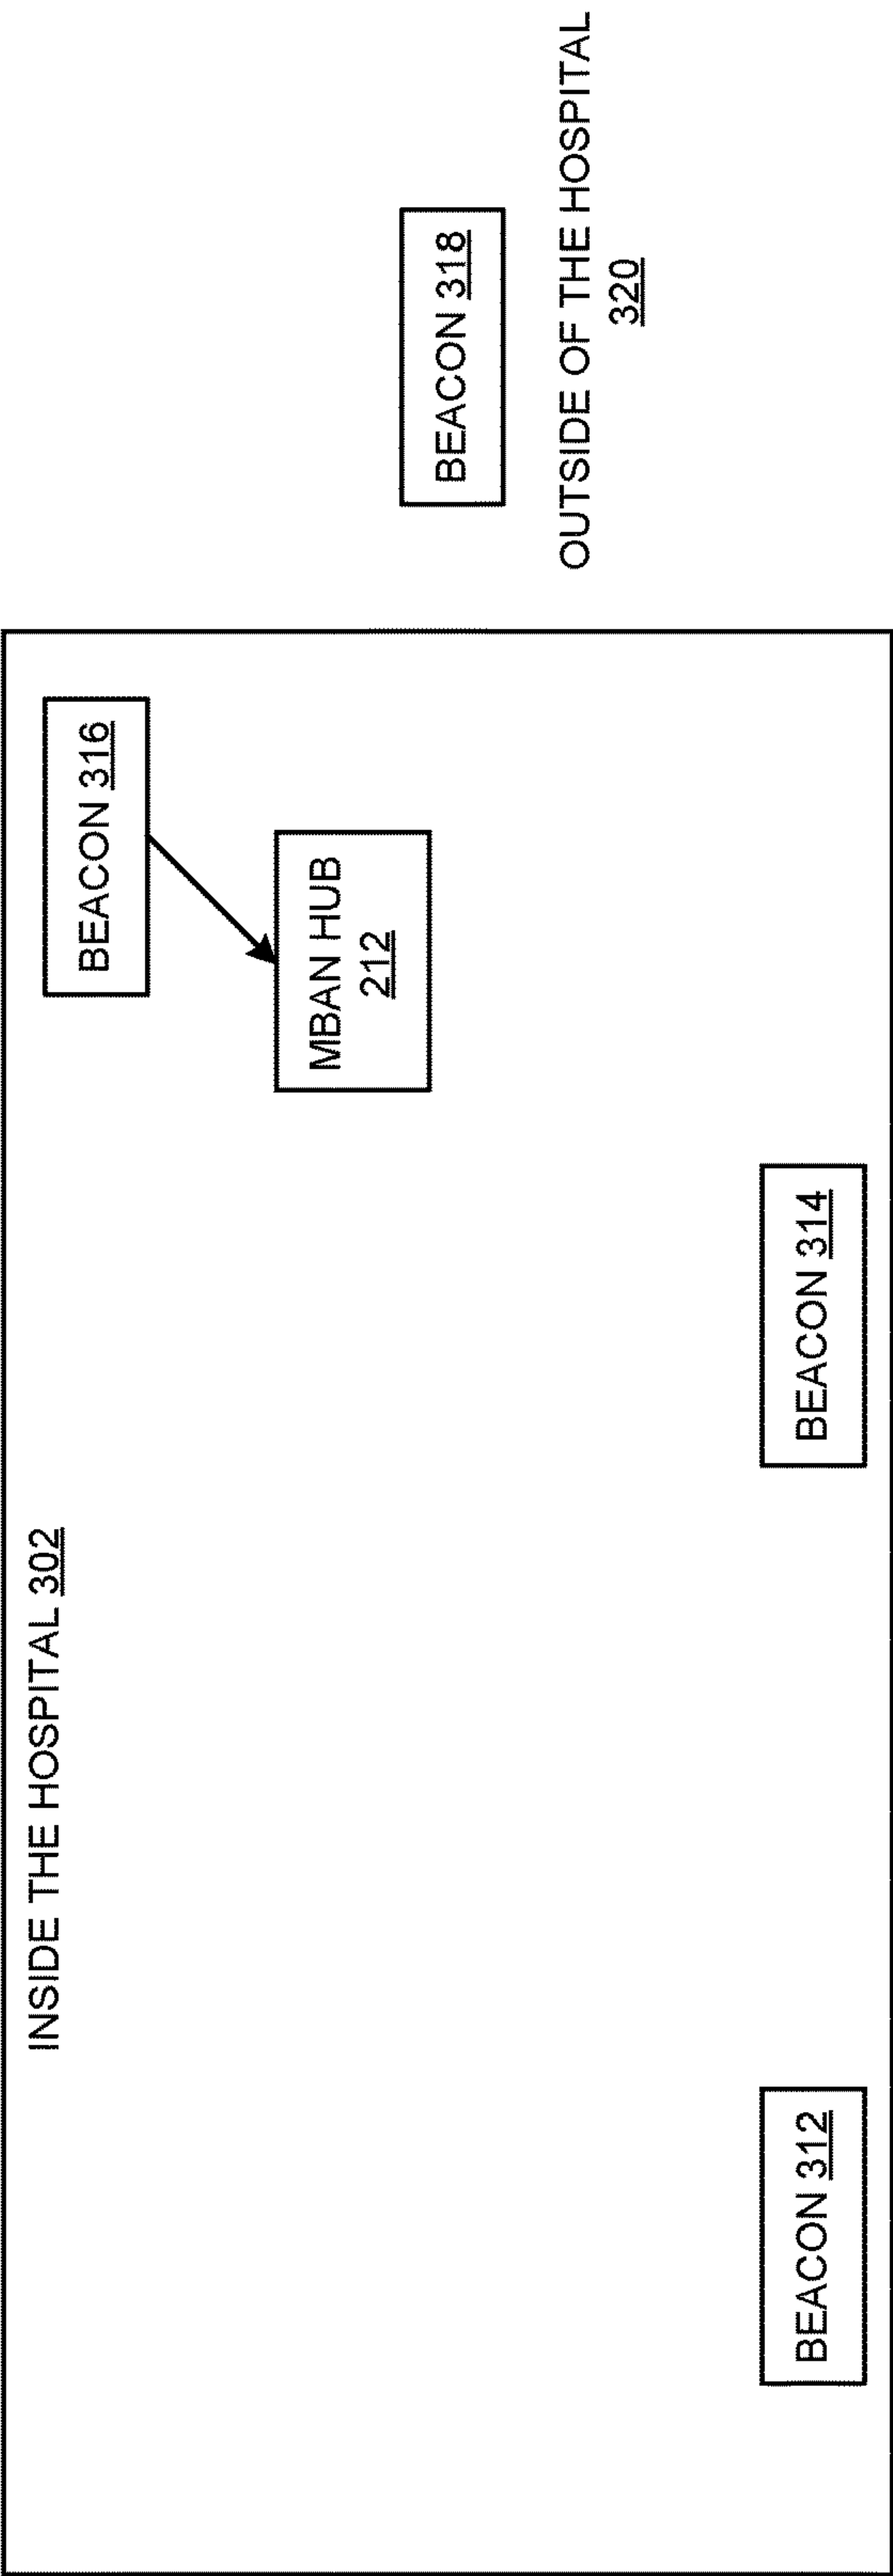 INSIDE THE HOSPITAL 302
BEACON 316
MBAN HUB
212
BEACON 318
OUTSIDE OF THE HOSPITAL
320
BEACON 312
BEACON 314